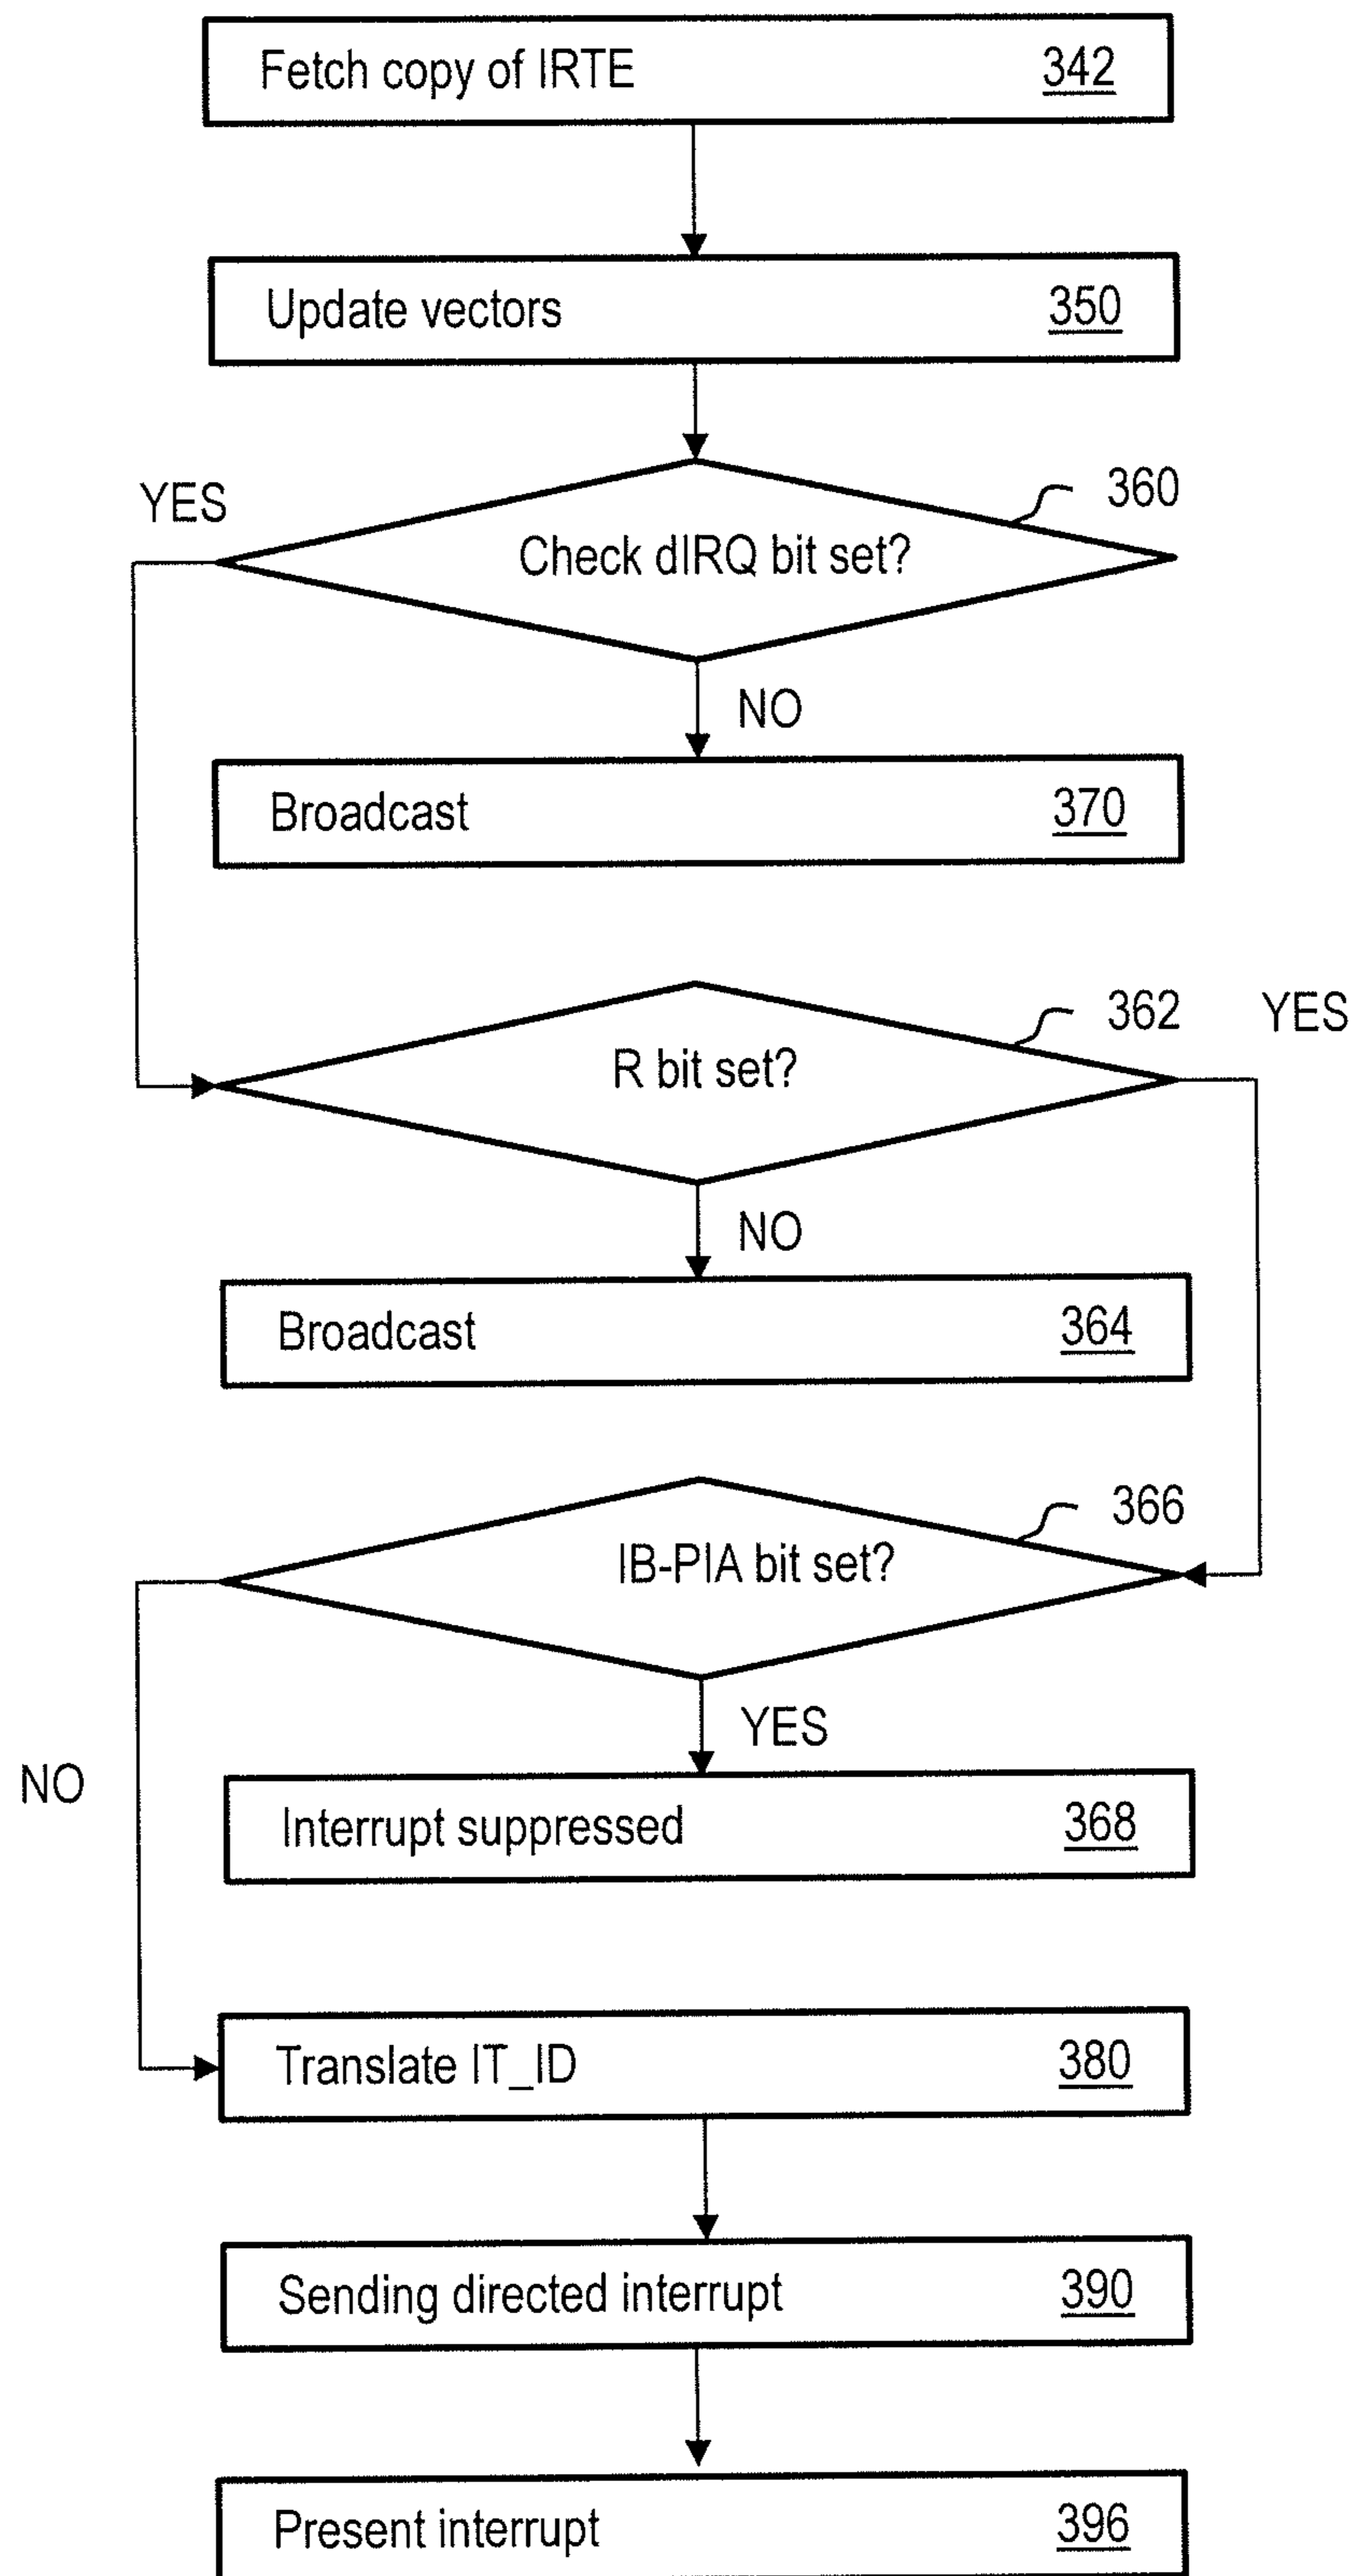 Fetch copy of IRTE 342
Update vectors 350
YES
360
Check dIRQ bit set?
NO
Broadcast 370
362
YES
R bit set?
NO
Broadcast 364
366
IB-PIA bit set?
YES
NO
Interrupt suppressed 368
Translate IT_ID 380
Sending directed interrupt 390
Present interrupt 396